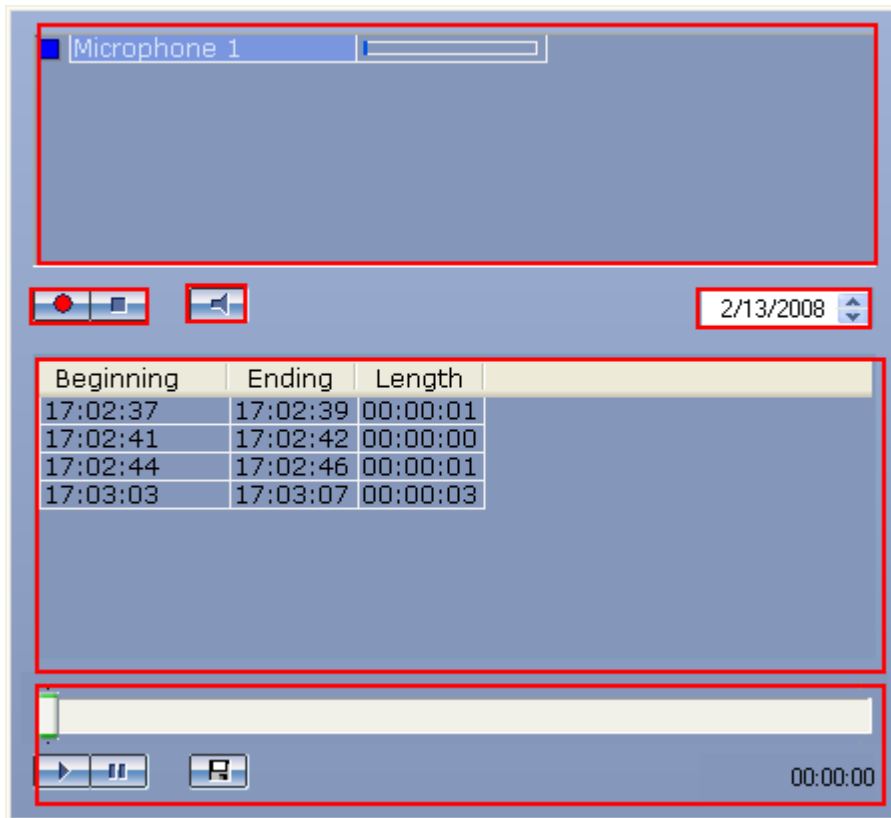 Microphone 1
2/13/2008
Beginning Ending Length
17:02:37 17:02:39 00:00:01
17:02:41 17:02:42 00:00:00
17:02:44 17:02:46 00:00:01
17:03:03 17:03:07 00:00:03
00:00:00